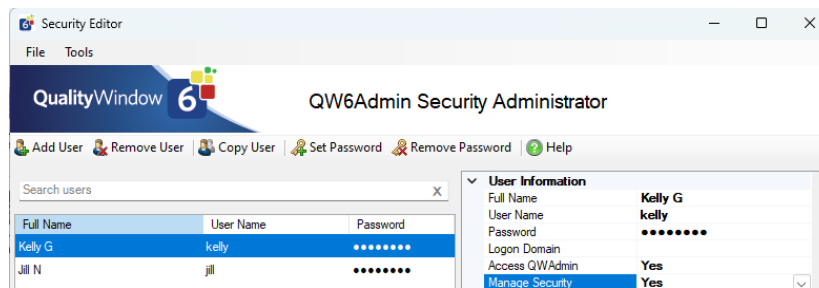 6 Security Editor
File Tools
QualityWindow 6 QW6Admin Security Administrator
Add User Remove User Copy User Set Password Remove Password ? Help
Search users X
User Information
Full Name Kelly G
User Name kelly
Password ●●●●●●●●
Logon Domain
Access QWAdmin Yes
Manage Security Yes
Full Name User Name Password
Kelly G kelly ●●●●●●●●
Jill N jill ●●●●●●●●